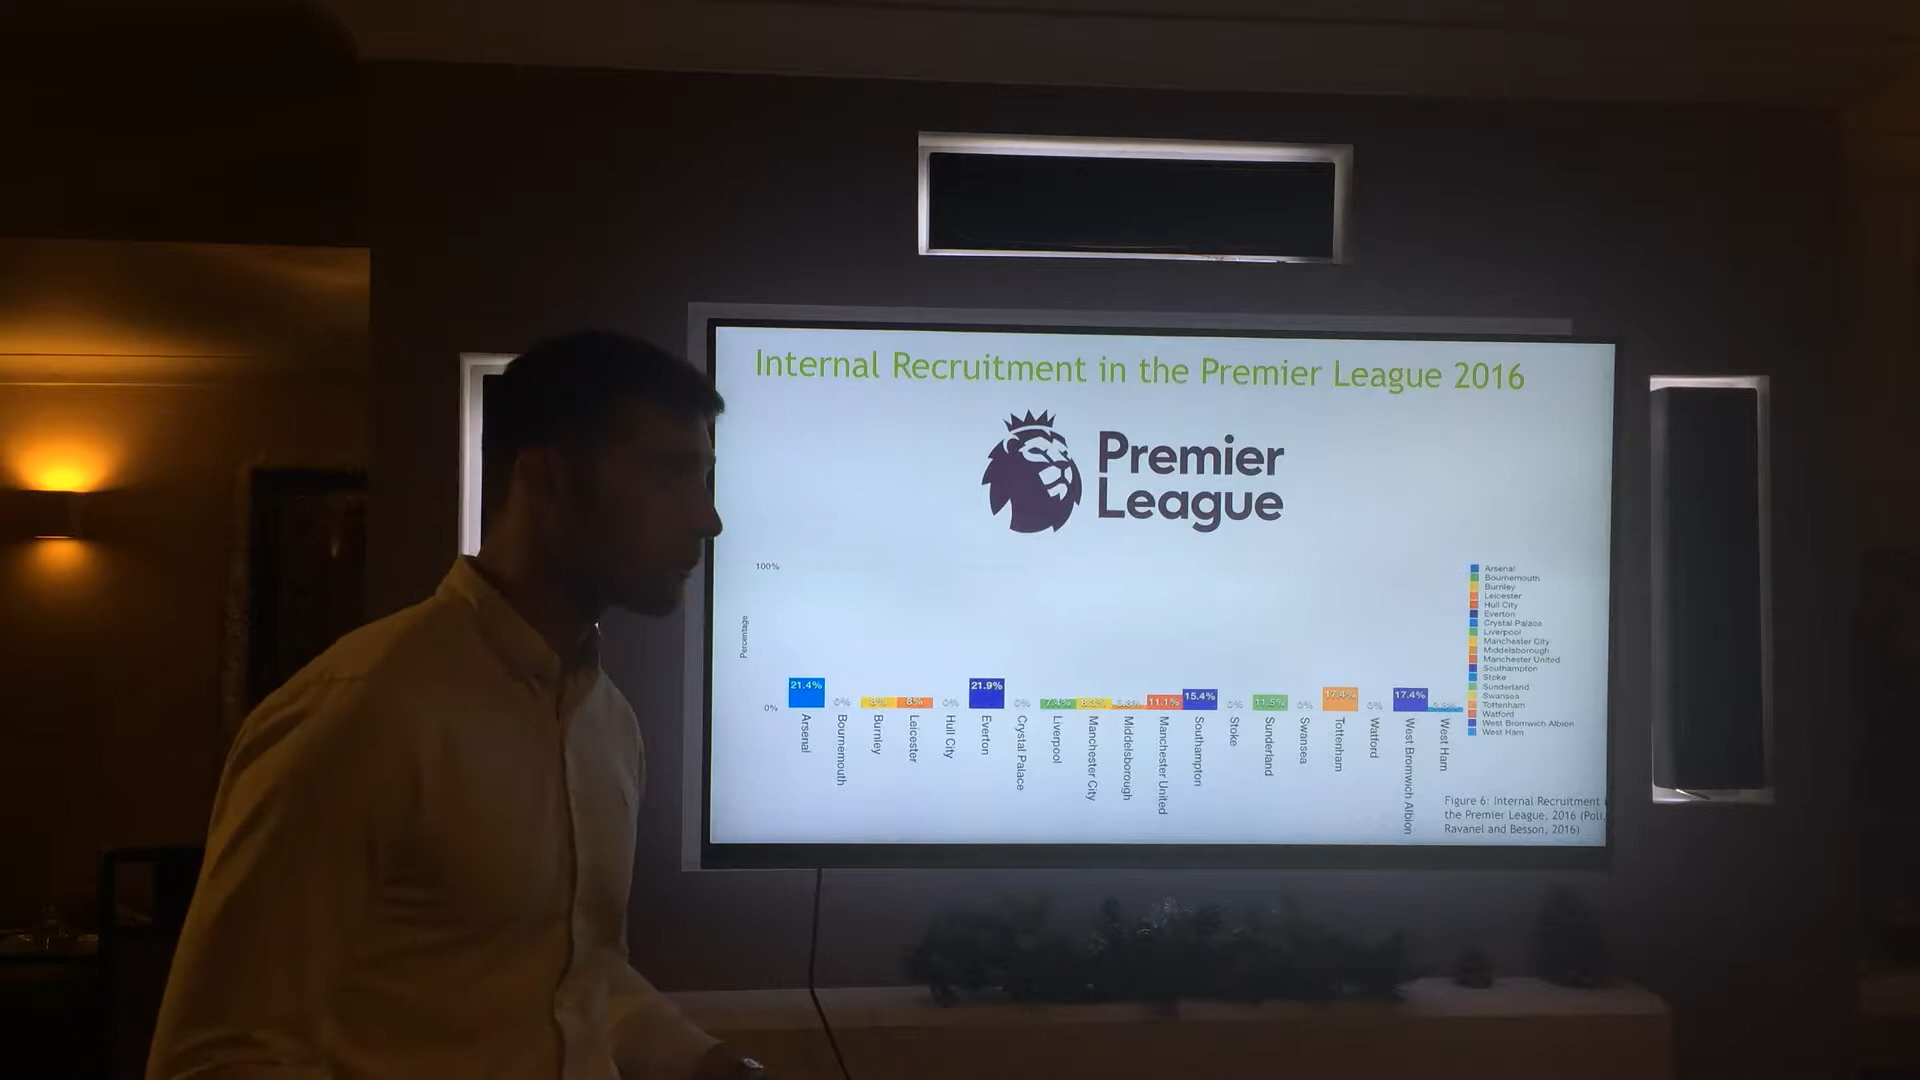 Internal Recruitment in the Premier League 2016
Premier
League
100%
Percentage
0%
21.4%
0%
8%
8%
0%
21.9%
0%
7.4%
11.1%
15.4%
0%
11.5%
0%
17.4%
0%
17.4%
Arsenal
Bournemouth
Burnley
Leicester
Hull City
Everton
Crystal Palace
Liverpool
Manchester City
Middelsborough
Manchester United
Southampton
Stoke
Sunderland
Swansea
Tottenham
Watford
West Bromwich Albion
West Ham
Arsenal
Bournemouth
Burnley
Leicester
Hull City
Everton
Crystal Palace
Liverpool
Manchester City
Middelsborough
Manchester United
Southampton
Stoke
Sunderland
Swansea
Tottenham
Watford
West Bromwich Albion
West Ham
Figure 6: Internal Recruitment
the Premier League, 2016 (Poli,
Ravanel and Besson, 2016)